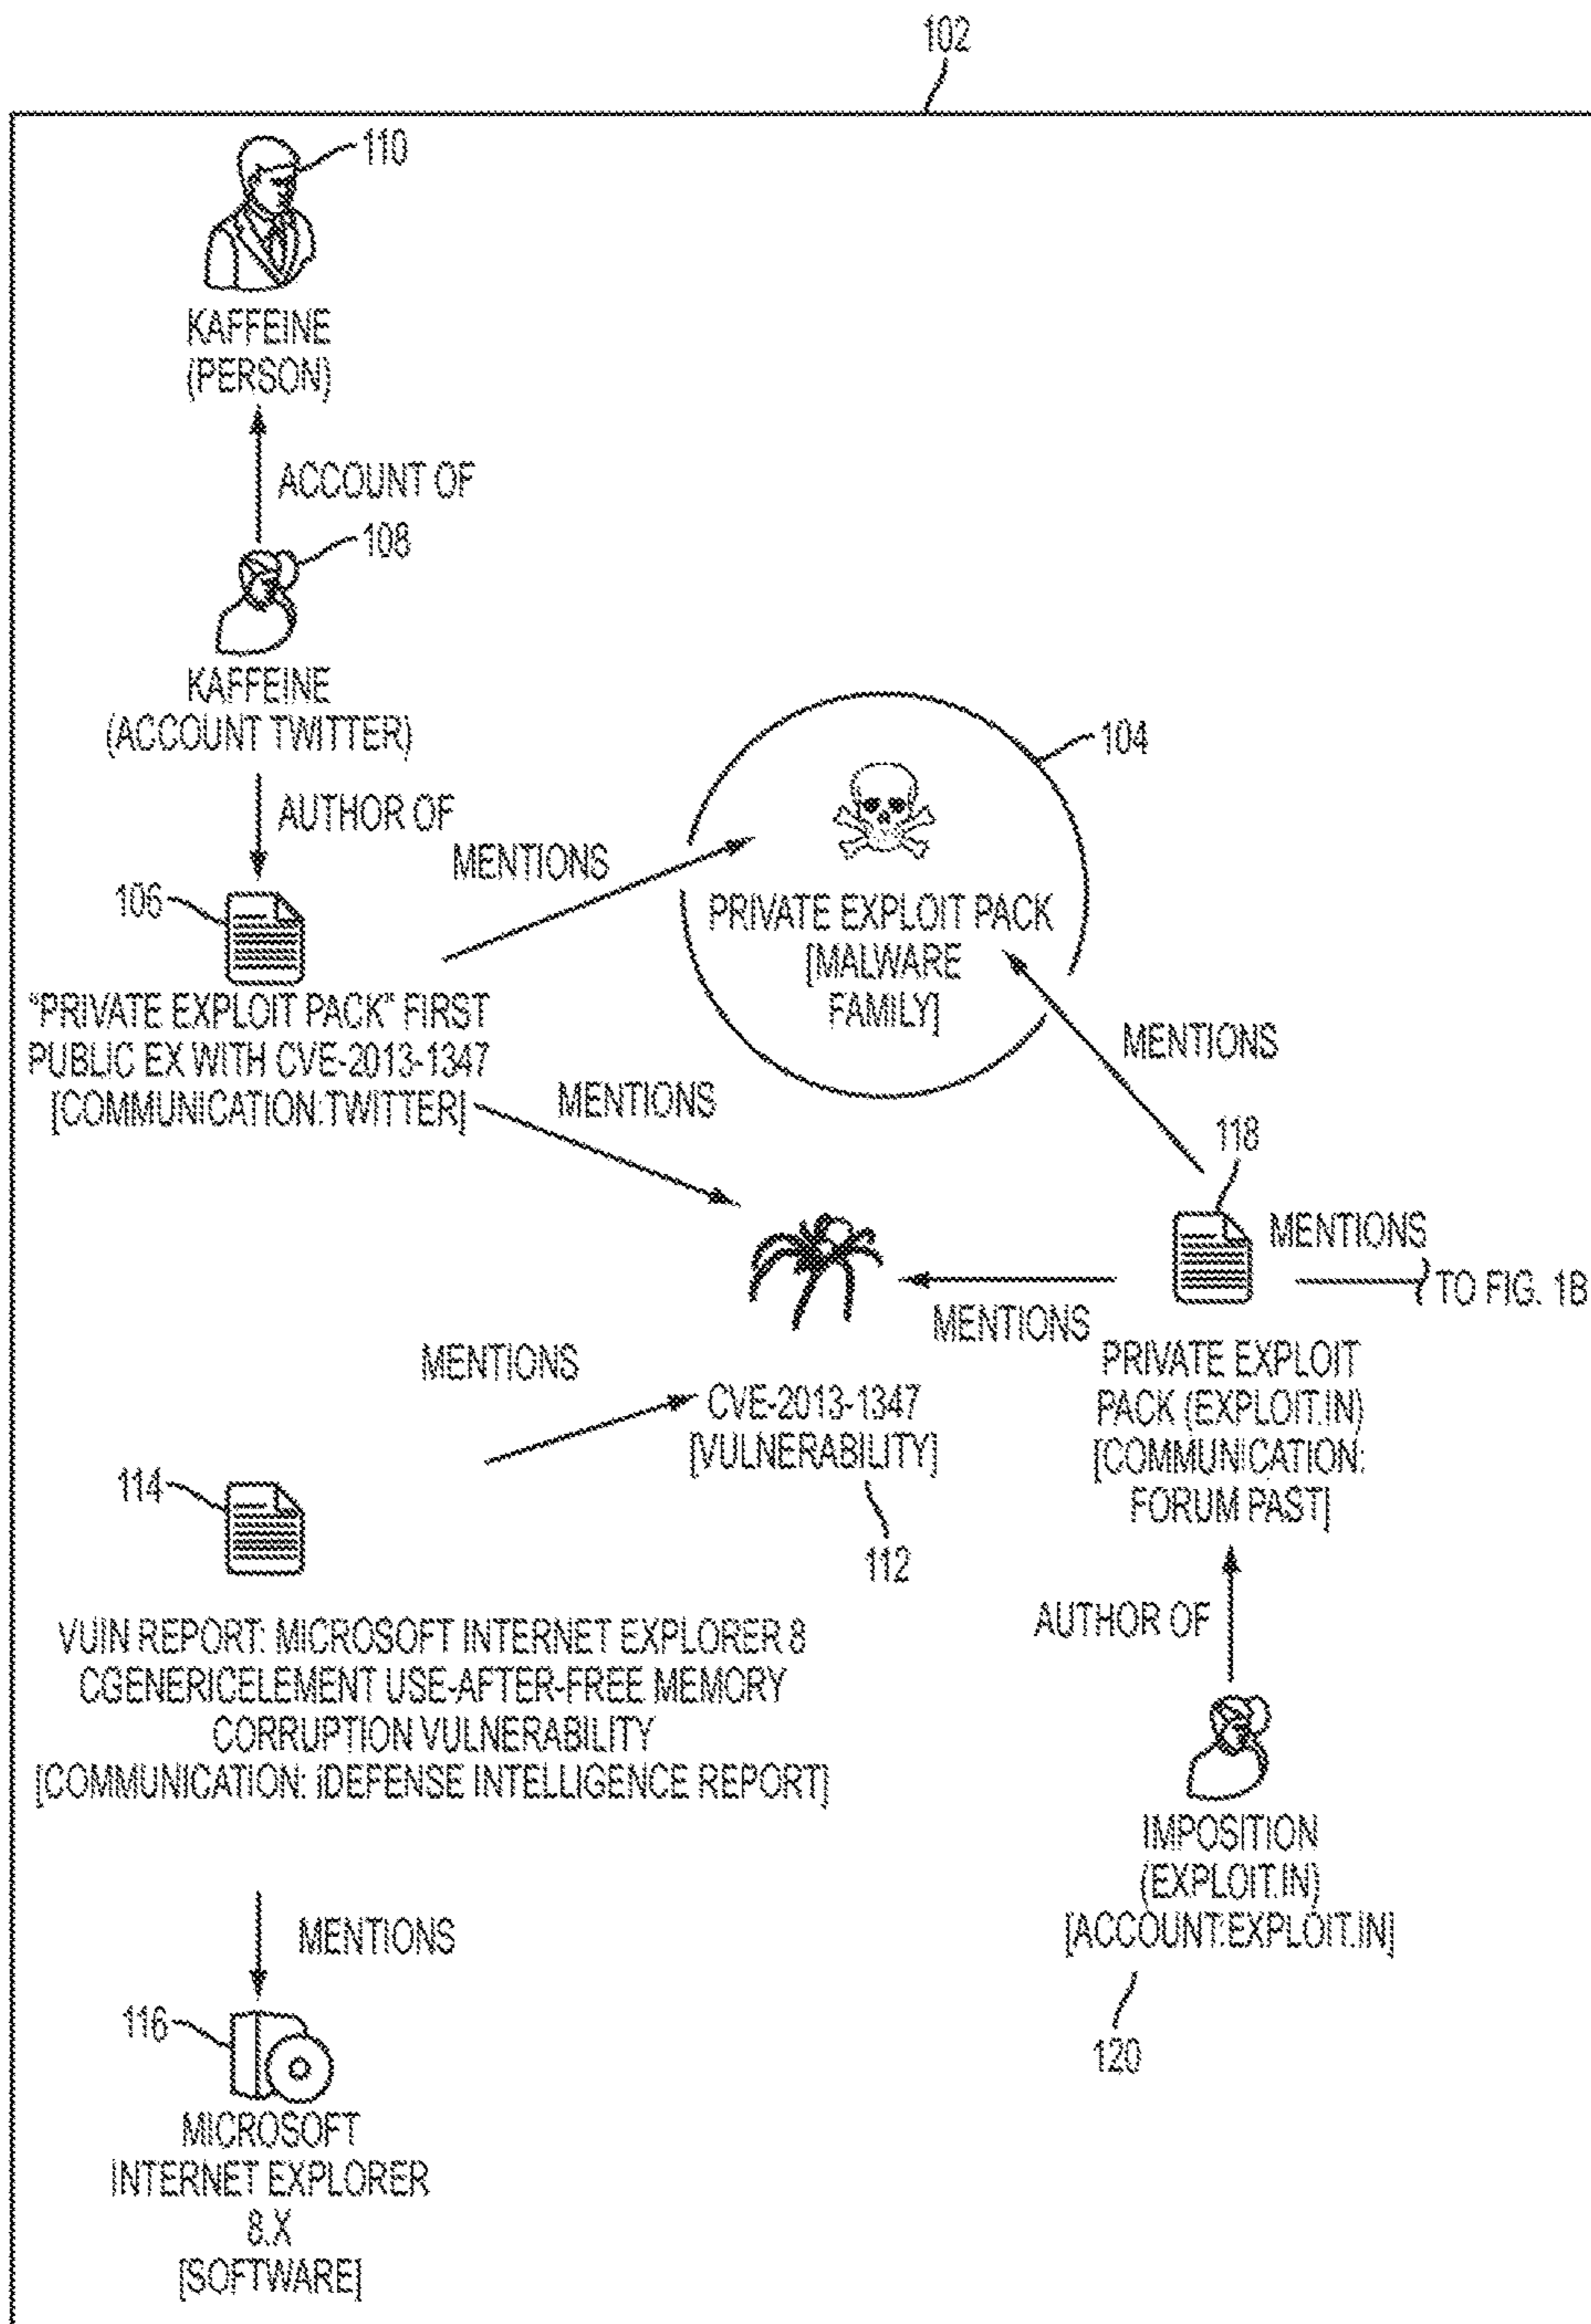 102
110
KAFFEINE
(PERSON)
ACCOUNT OF
108
KAFFEINE
(ACCOUNT TWITTER)
AUTHOR OF
MENTIONS
106
"PRIVATE EXPLOIT PACK" FIRST
PUBLIC EX WITH CVE-2013-1347
[COMMUNICATION:TWITTER]
104
PRIVATE EXPLOIT PACK
[MALWARE
FAMILY]
MENTIONS
MENTIONS
118
MENTIONS
TO FIG. 1B
MENTIONS
PRIVATE EXPLOIT
PACK (EXPLOIT.IN)
[COMMUNICATION:
FORUM PAST]
MENTIONS
CVE-2013-1347
[VULNERABILITY]
112
114
VUIN REPORT: MICROSOFT INTERNET EXPLORER 8
CGENERICELEMENT USE-AFTER-FREE MEMORY
CORRUPTION VULNERABILITY
[COMMUNICATION: IDEFENSE INTELLIGENCE REPORT]
AUTHOR OF
IMPOSITION
(EXPLOIT.IN)
[ACCOUNT:EXPLOIT.IN]
120
MENTIONS
116
MICROSOFT
INTERNET EXPLORER
8.X
[SOFTWARE]